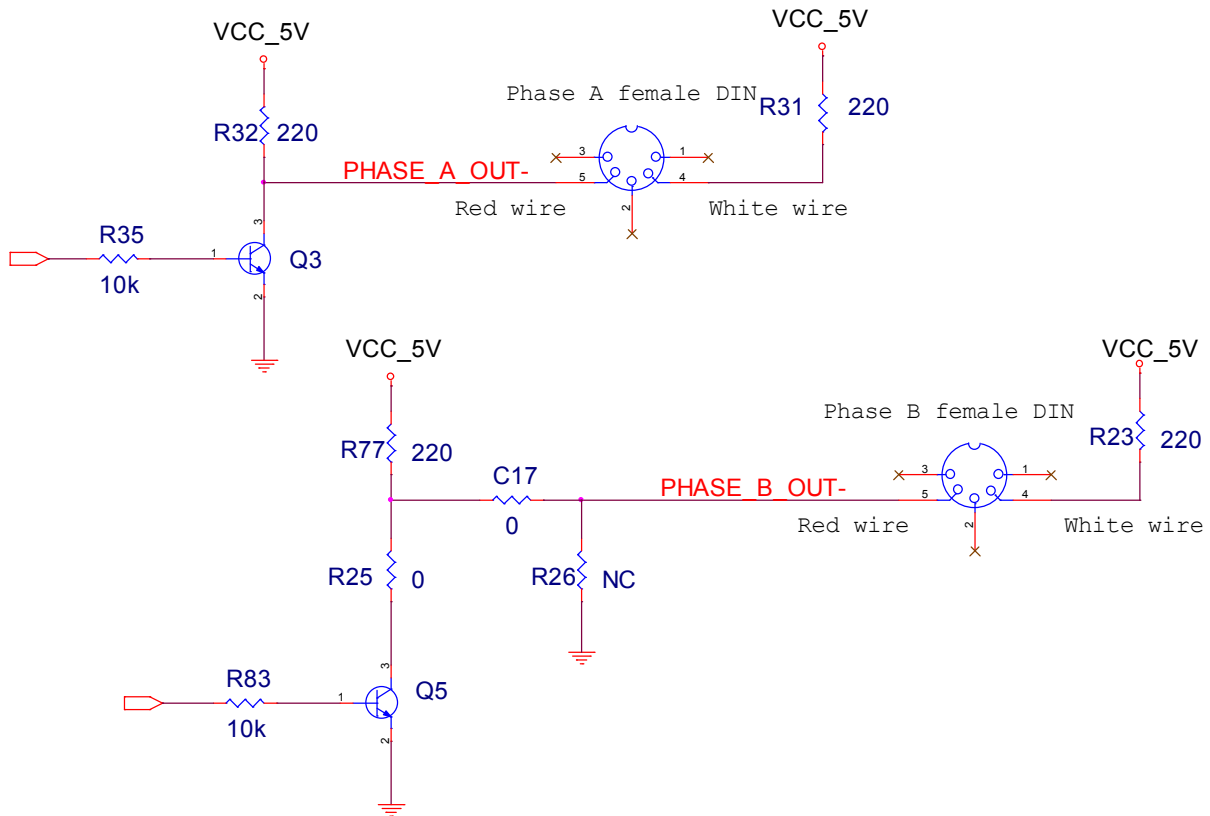 VCC_5V
VCC_5V
Phase A female DIN
R31 220
R32 220
3 1
PHASE_A_OUT-
5 4
Red wire
2
White wire
3
R35
1
Q3
10k
2
VCC_5V
VCC_5V
Phase B female DIN
R23 220
R77 220
C17
3 1
PHASE_B_OUT-
5 4
0
Red wire
2
White wire
R25 0
R26 NC
3
R83
1
Q5
10k
2